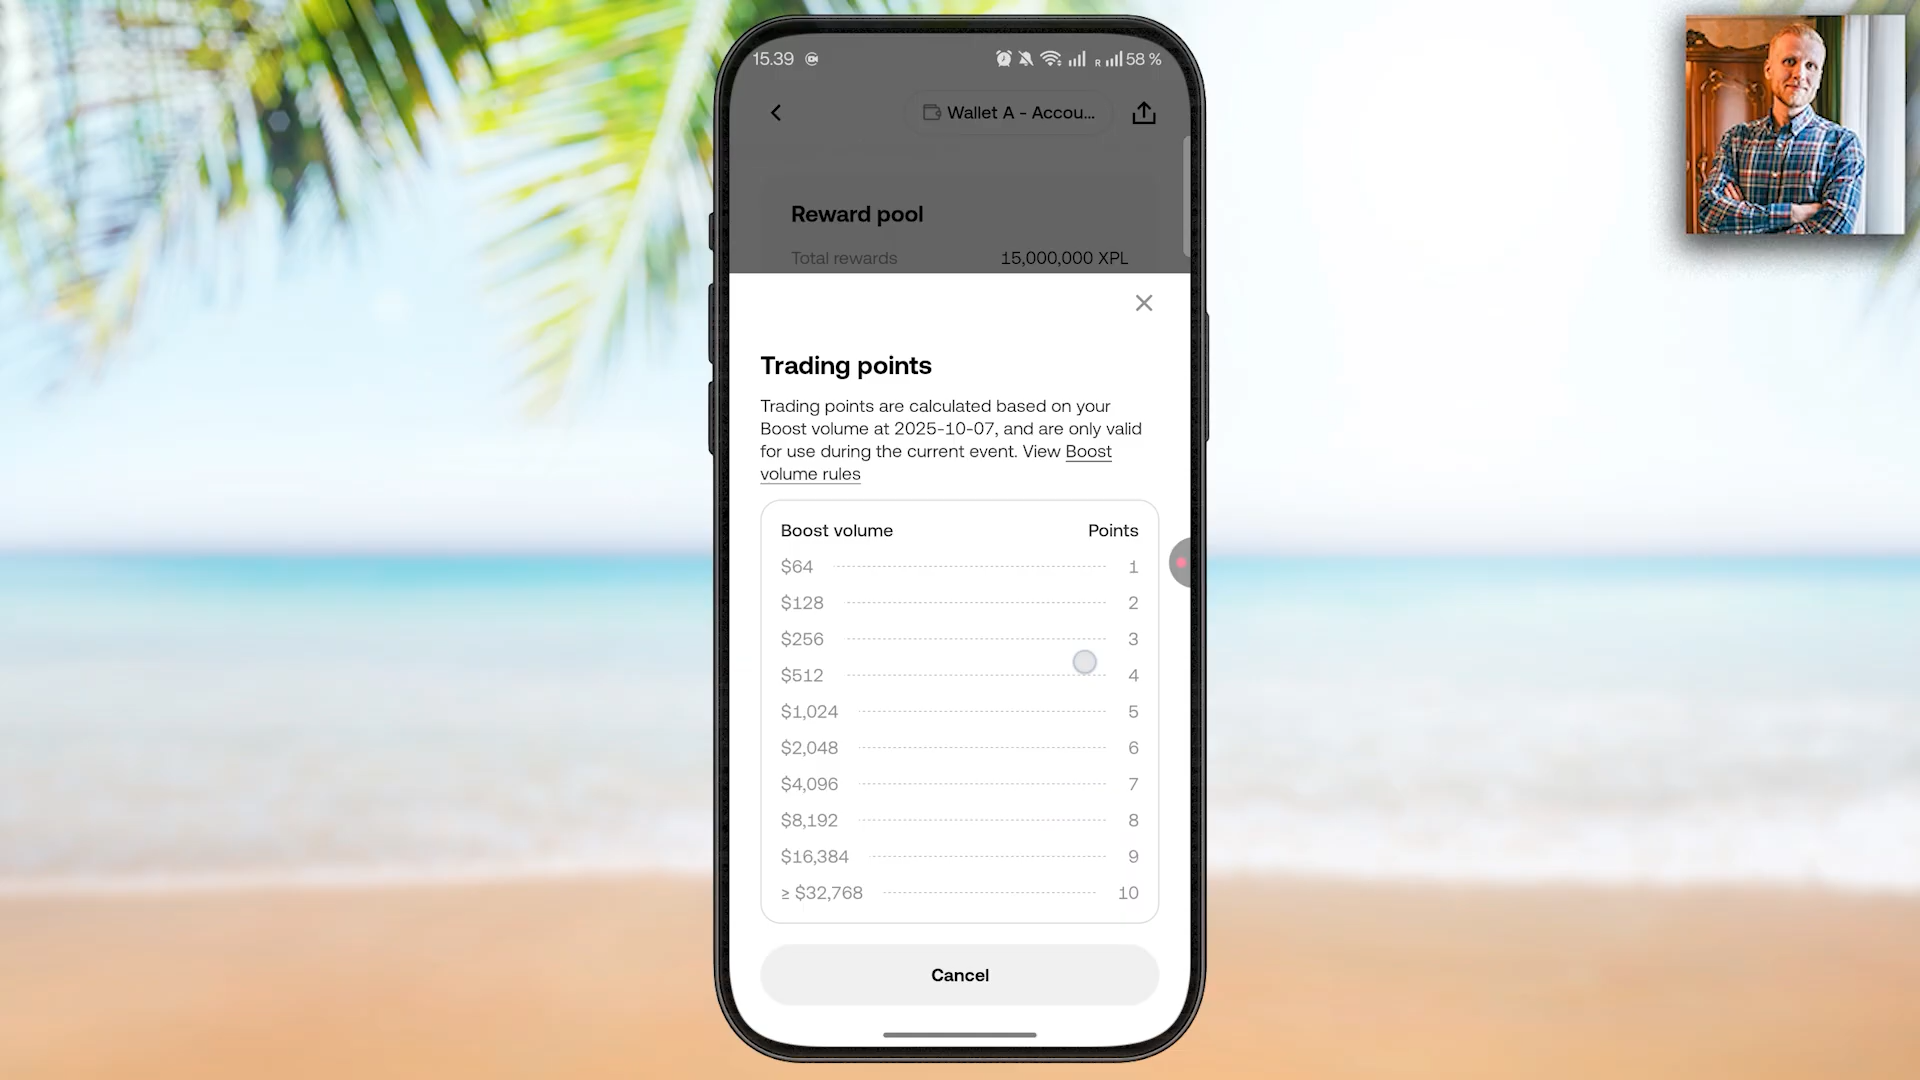 15.39
R
58 %
Wallet A - Accou...
Reward pool
Total rewards 15,000,000 XPL
Trading points
Trading points are calculated based on your
Boost volume at 2025-10-07, and are only valid
for use during the current event. View Boost
volume rules
Boost volume Points
$64 1
$128 2
$256 3
$512 4
$1,024 5
$2,048 6
$4,096 7
$8,192 8
$16,384 9
≥ $32,768 10
Cancel